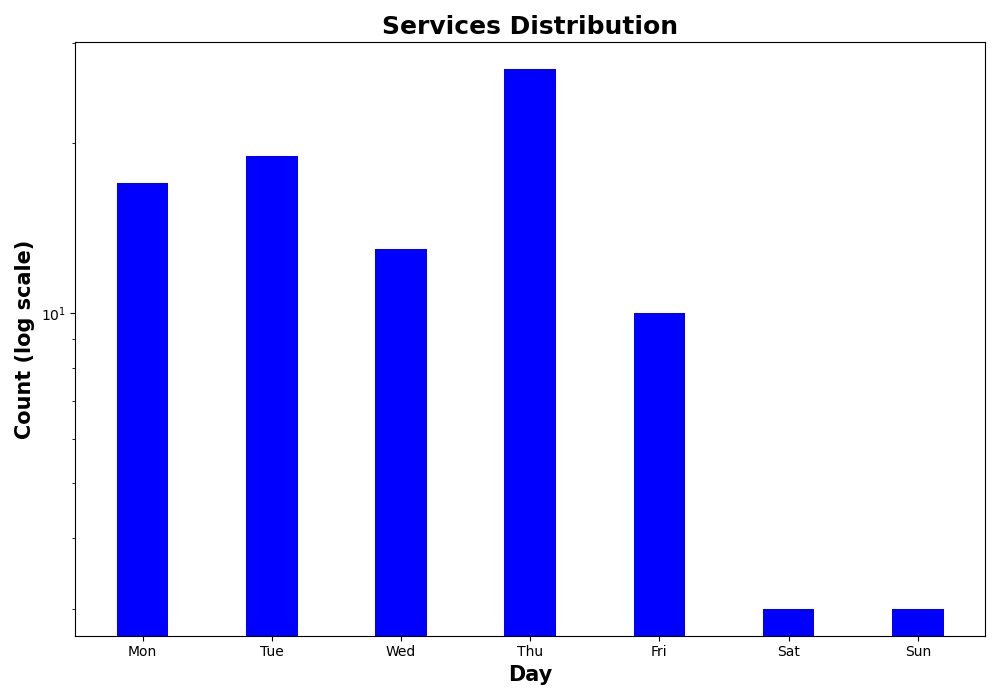 Services Distribution
Count (log scale)
10¹
Mon Tue Wed Thu Fri Sat Sun
Day